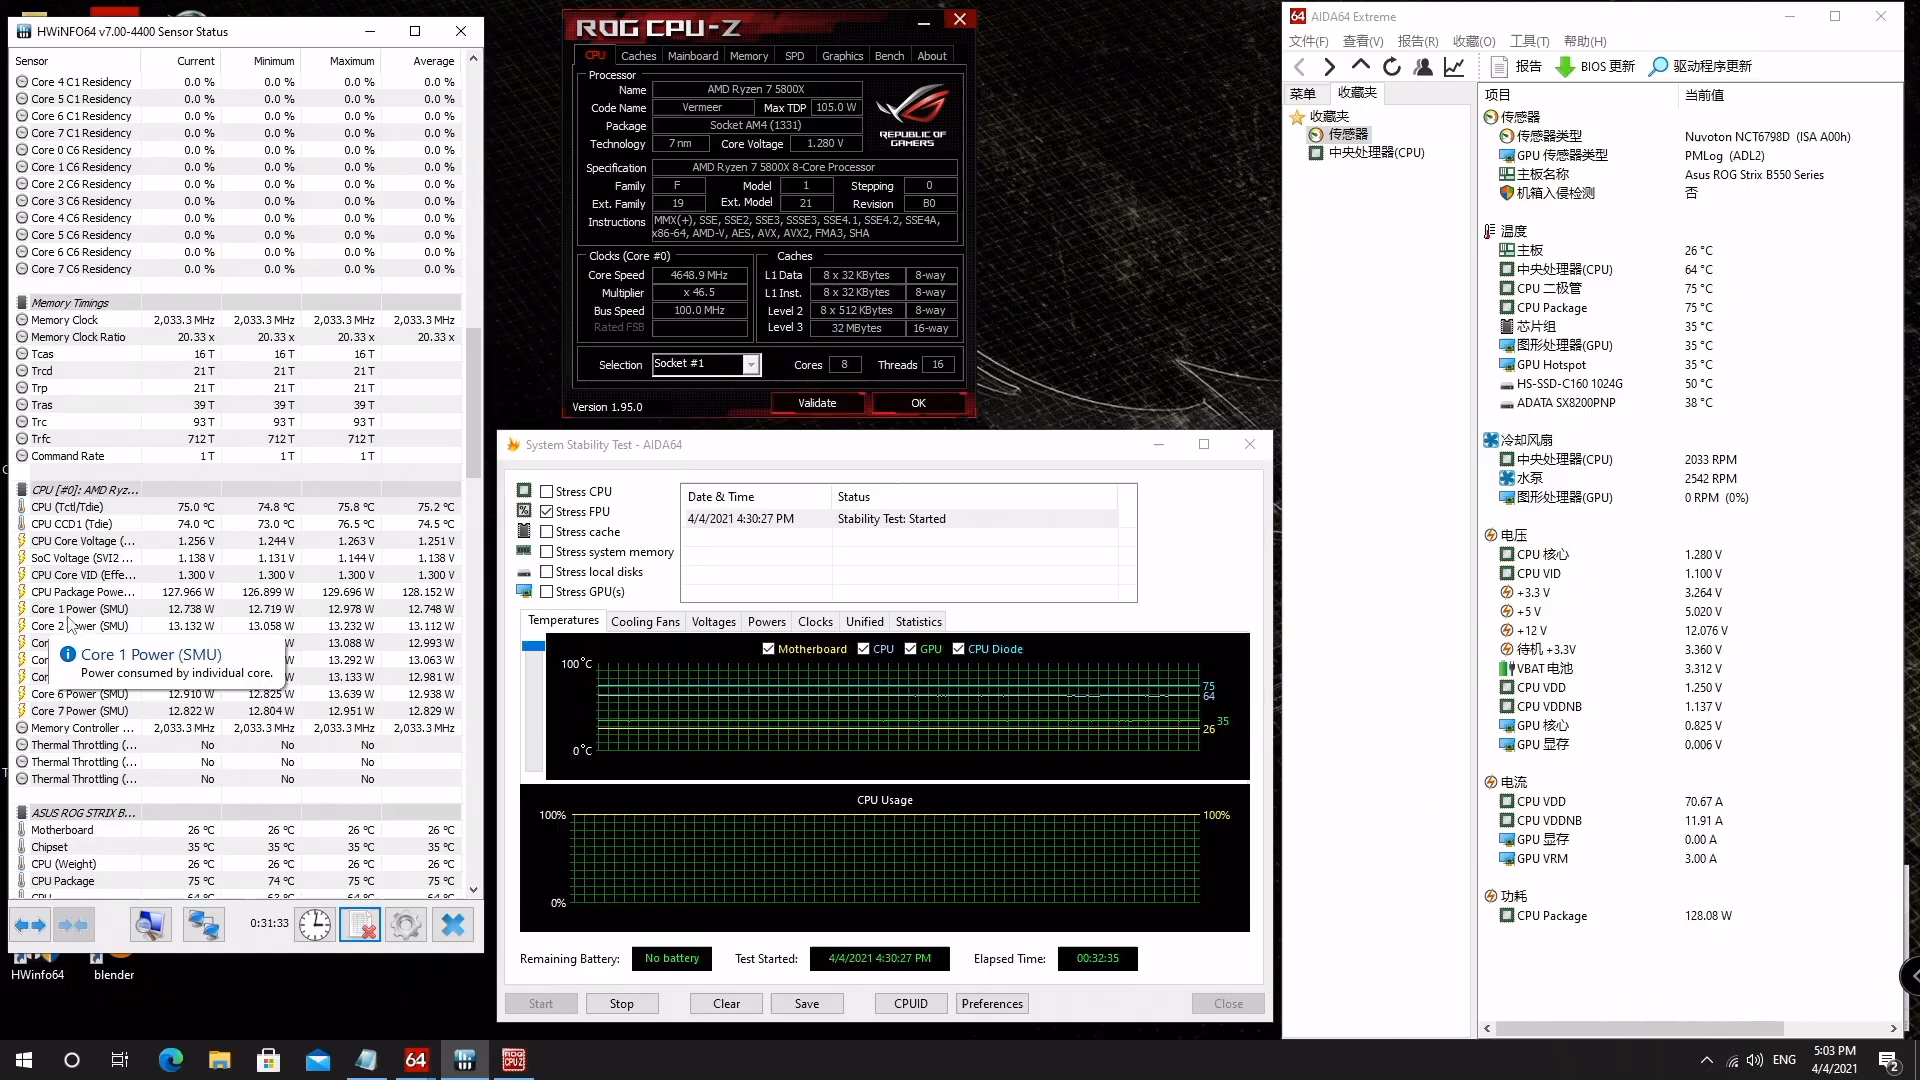 HWiNFO64 v7.00-4400 Sensor Status
Sensor Current Minimum Maximum Average
Core 4 C1 Residency 0.0 % 0.0 % 0.0 % 0.0 %
Core 5 C1 Residency 0.0 % 0.0 % 0.0 % 0.0 %
Core 6 C1 Residency 0.0 % 0.0 % 0.0 % 0.0 %
Core 7 C1 Residency 0.0 % 0.0 % 0.0 % 0.0 %
Core 0 C6 Residency 0.0 % 0.0 % 0.0 % 0.0 %
Core 1 C6 Residency 0.0 % 0.0 % 0.0 % 0.0 %
Core 2 C6 Residency 0.0 % 0.0 % 0.0 % 0.0 %
Core 3 C6 Residency 0.0 % 0.0 % 0.0 % 0.0 %
Core 4 C6 Residency 0.0 % 0.0 % 0.0 % 0.0 %
Core 5 C6 Residency 0.0 % 0.0 % 0.0 % 0.0 %
Core 6 C6 Residency 0.0 % 0.0 % 0.0 % 0.0 %
Core 7 C6 Residency 0.0 % 0.0 % 0.0 % 0.0 %
Memory Timings
Memory Clock 2,033.3 MHz 2,033.3 MHz 2,033.3 MHz 2,033.3 MHz
Memory Clock Ratio 20.33 x 20.33 x 20.33 x 20.33 x
Tcas 16 T 16 T 16 T
Trcd 21 T 21 T 21 T
Trp 21 T 21 T 21 T
Tras 39 T 39 T 39 T
Trc 93 T 93 T 93 T
Trfc 712 T 712 T 712 T
Command Rate 1 T 1 T 1 T
CPU [#0]: AMD Ryz...
CPU (Tctl/Tdie) 75.0 °C 74.8 °C 75.8 °C 75.2 °C
CPU CCD1 (Tdie) 74.0 °C 73.0 °C 76.5 °C 74.5 °C
CPU Core Voltage (... 1.256 V 1.244 V 1.263 V 1.251 V
SoC Voltage (SVI2 ... 1.138 V 1.131 V 1.144 V 1.138 V
CPU Core VID (Effe... 1.300 V 1.300 V 1.300 V 1.300 V
CPU Package Powe... 127.966 W 126.899 W 129.696 W 128.152 W
Core 1 Power (SMU) 12.738 W 12.719 W 12.978 W 12.748 W
Core 2 Power (SMU) 13.132 W 13.058 W 13.232 W 13.112 W
Cor W 13.088 W 12.993 W
Cor W 13.292 W 13.063 W
Cor W 13.133 W 12.981 W
Core 1 Power (SMU)
Power consumed by individual core.
Core 6 Power (SMU) 12.910 W 12.825 W 13.639 W 12.938 W
Core 7 Power (SMU) 12.822 W 12.804 W 12.951 W 12.829 W
Memory Controller ... 2,033.3 MHz 2,033.3 MHz 2,033.3 MHz 2,033.3 MHz
Thermal Throttling (... No No No
Thermal Throttling (... No No No
Thermal Throttling (... No No No
ASUS ROG STRIX B...
Motherboard 26 °C 26 °C 26 °C 26 °C
Chipset 35 °C 35 °C 35 °C 35 °C
CPU (Weight) 26 °C 26 °C 26 °C 26 °C
CPU Package 75 °C 74 °C 75 °C 75 °C
0:31:33
HWinfo64
blender
ROG CPU-Z
CPU Caches Mainboard Memory SPD Graphics Bench About
Processor
Name AMD Ryzen 7 5800X
Code Name Vermeer Max TDP 105.0 W
Package Socket AM4 (1331)
Technology 7 nm Core Voltage 1.280 V
REPUBLIC OF
GAMERS
Specification AMD Ryzen 7 5800X 8-Core Processor
Family F Model 1 Stepping 0
Ext. Family 19 Ext. Model 21 Revision B0
Instructions MMX(+), SSE, SSE2, SSE3, SSSE3, SSE4.1, SSE4.2, SSE4A,
x86-64, AMD-V, AES, AVX, AVX2, FMA3, SHA
Clocks (Core #0) Caches
Core Speed 4648.9 MHz L1 Data 8 x 32 KBytes 8-way
Multiplier x 46.5 L1 Inst. 8 x 32 KBytes 8-way
Bus Speed 100.0 MHz Level 2 8 x 512 KBytes 8-way
Rated FSB Level 3 32 MBytes 16-way
Selection Socket #1 Cores 8 Threads 16
Version 1.95.0 Validate OK
System Stability Test - AIDA64
Stress CPU
Stress FPU
Stress cache
Stress system memory
Stress local disks
Stress GPU(s)
Date & Time Status
4/4/2021 4:30:27 PM Stability Test: Started
Temperatures Cooling Fans Voltages Powers Clocks Unified Statistics
Motherboard CPU GPU CPU Diode
100°C
75
64
35
26
0°C
CPU Usage
100% 100%
0%
Remaining Battery: No battery Test Started: 4/4/2021 4:30:27 PM Elapsed Time: 00:32:35
Start Stop Clear Save CPUID Preferences Close
64 AIDA64 Extreme
文件(F) 查看(V) 报告(R) 收藏(O) 工具(T) 帮助(H)
报告 BIOS 更新 驱动程序更新
菜单 收藏夹
收藏夹
传感器
中央处理器(CPU)
项目 当前值
传感器
传感器类型 Nuvoton NCT6798D (ISA A00h)
GPU 传感器类型 PMLog (ADL2)
主板名称 Asus ROG Strix B550 Series
机箱入侵检测 否
温度
主板 26 °C
中央处理器(CPU) 64 °C
CPU 二极管 75 °C
CPU Package 75 °C
芯片组 35 °C
图形处理器(GPU) 35 °C
GPU Hotspot 35 °C
HS-SSD-C160 1024G 50 °C
ADATA SX8200PNP 38 °C
冷却风扇
中央处理器(CPU) 2033 RPM
水泵 2542 RPM
图形处理器(GPU) 0 RPM (0%)
电压
CPU 核心 1.280 V
CPU VID 1.100 V
+3.3 V 3.264 V
+5 V 5.020 V
+12 V 12.076 V
待机 +3.3V 3.360 V
VBAT 电池 3.312 V
CPU VDD 1.250 V
CPU VDDNB 1.137 V
GPU 核心 0.825 V
GPU 显存 0.006 V
电流
CPU VDD 70.67 A
CPU VDDNB 11.91 A
GPU 显存 0.00 A
GPU VRM 3.00 A
功耗
CPU Package 128.08 W
64
ROG
CPU Z
ENG
5:03 PM
4/4/2021
2